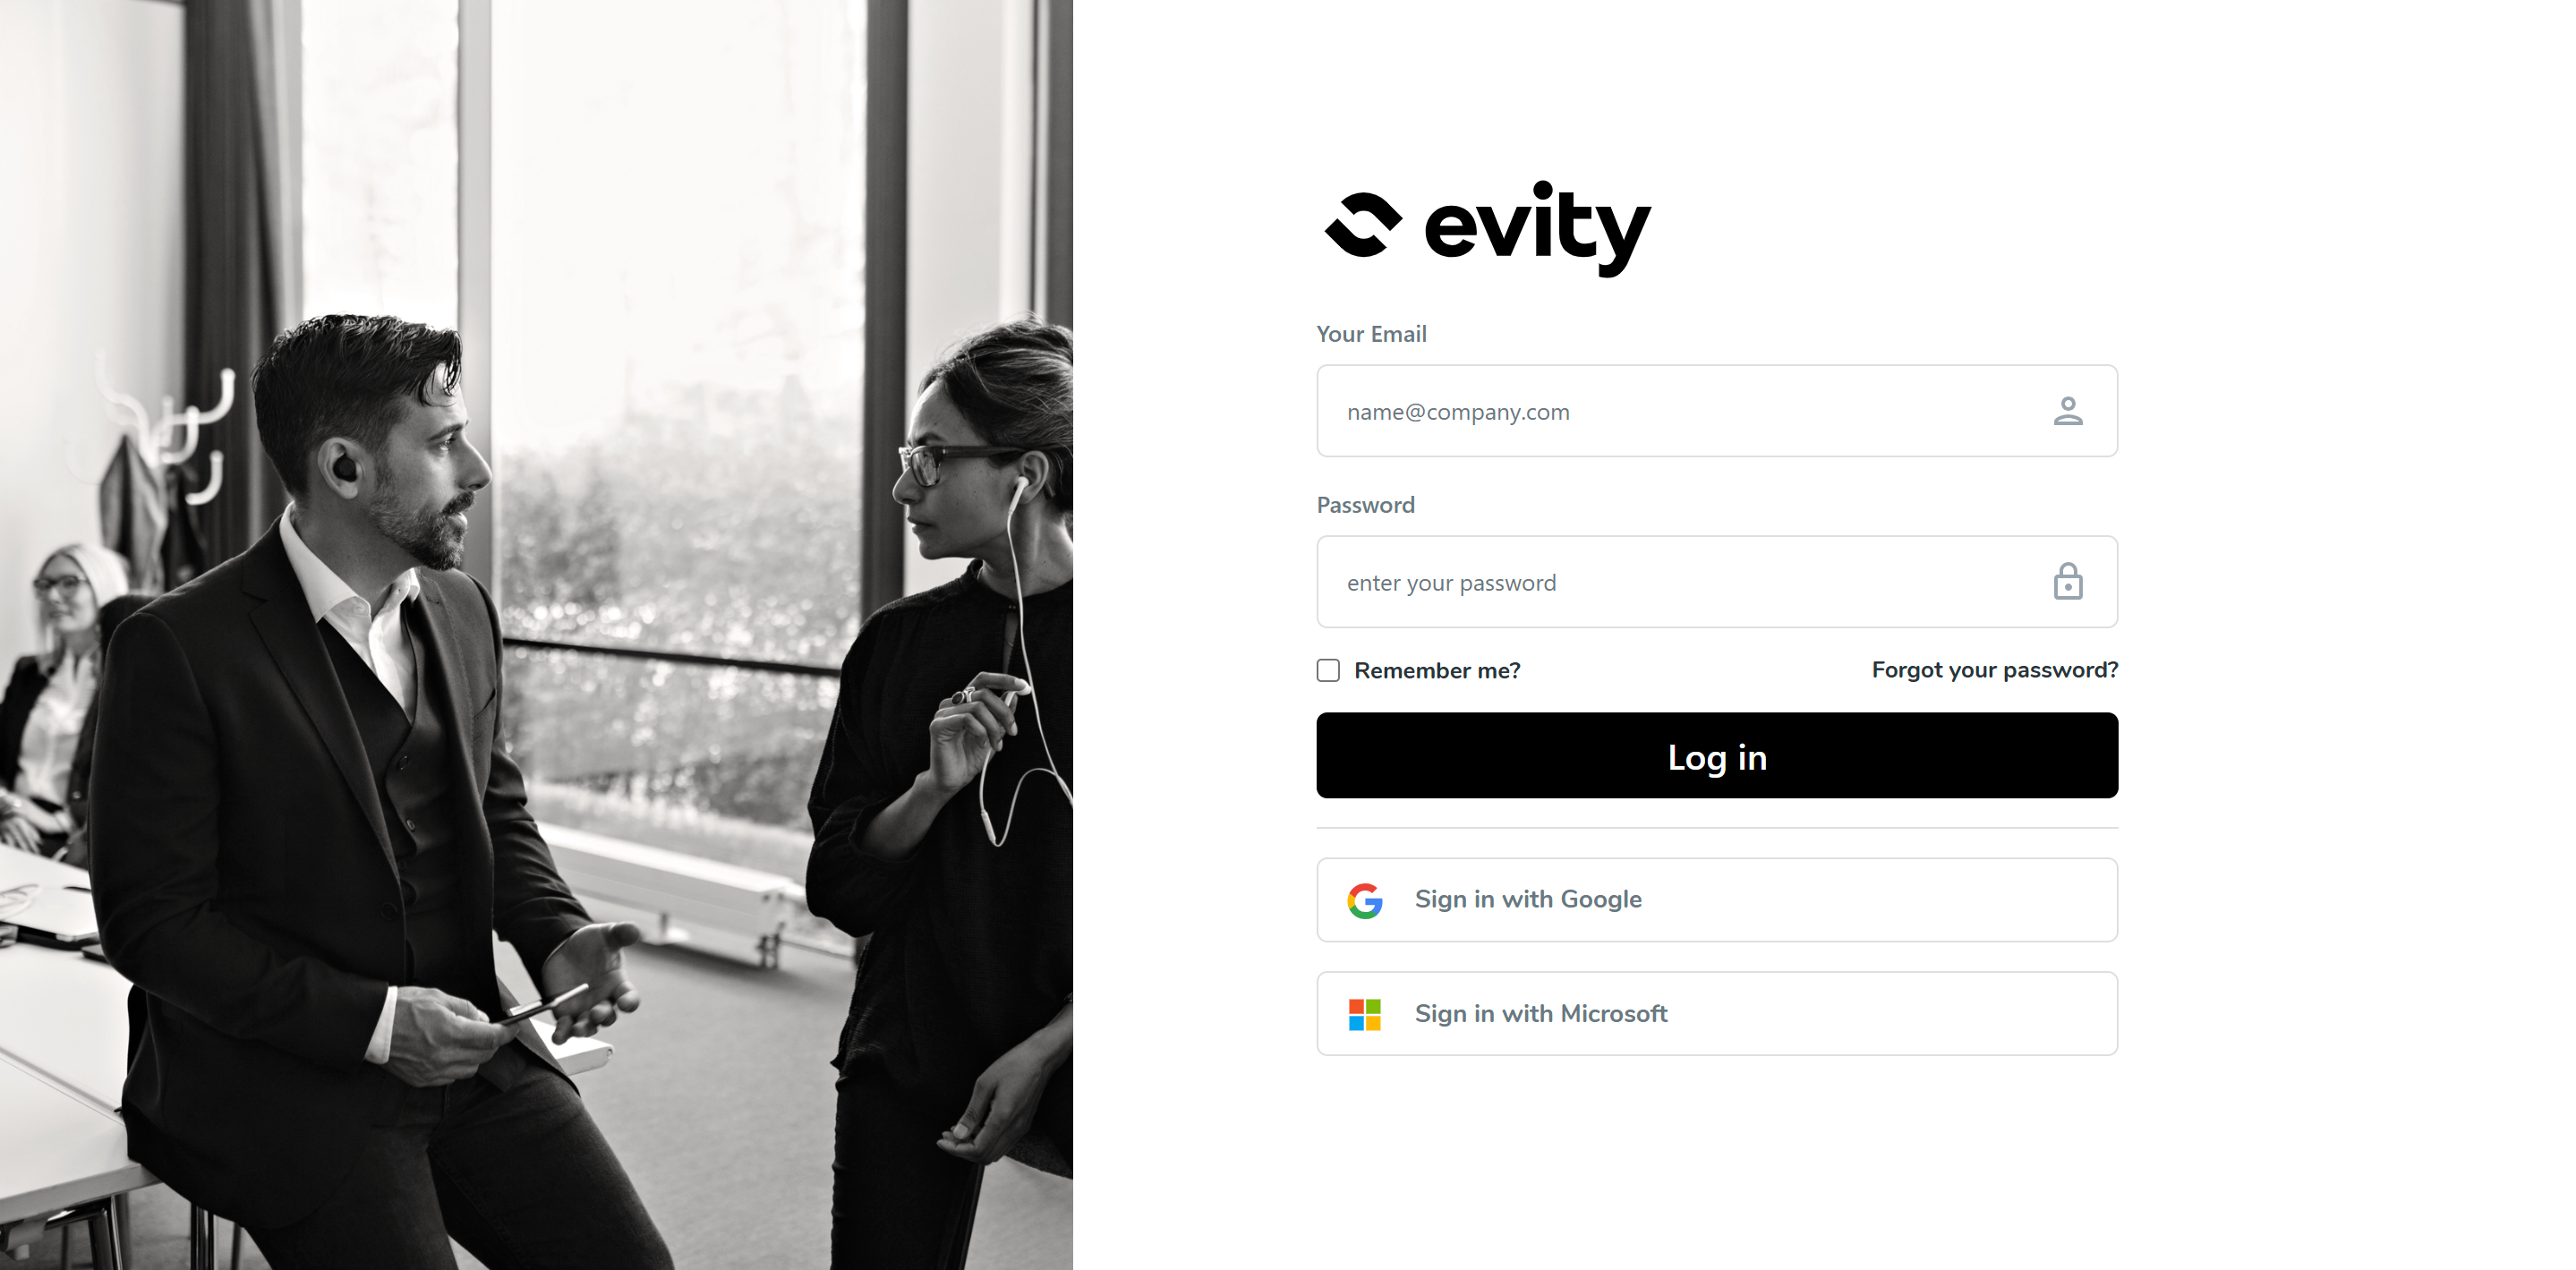 evity
Your Email
name@company.com
Password
enter your password
Remember me?
Forgot your password?
Log in
Sign in with Google
Sign in with Microsoft